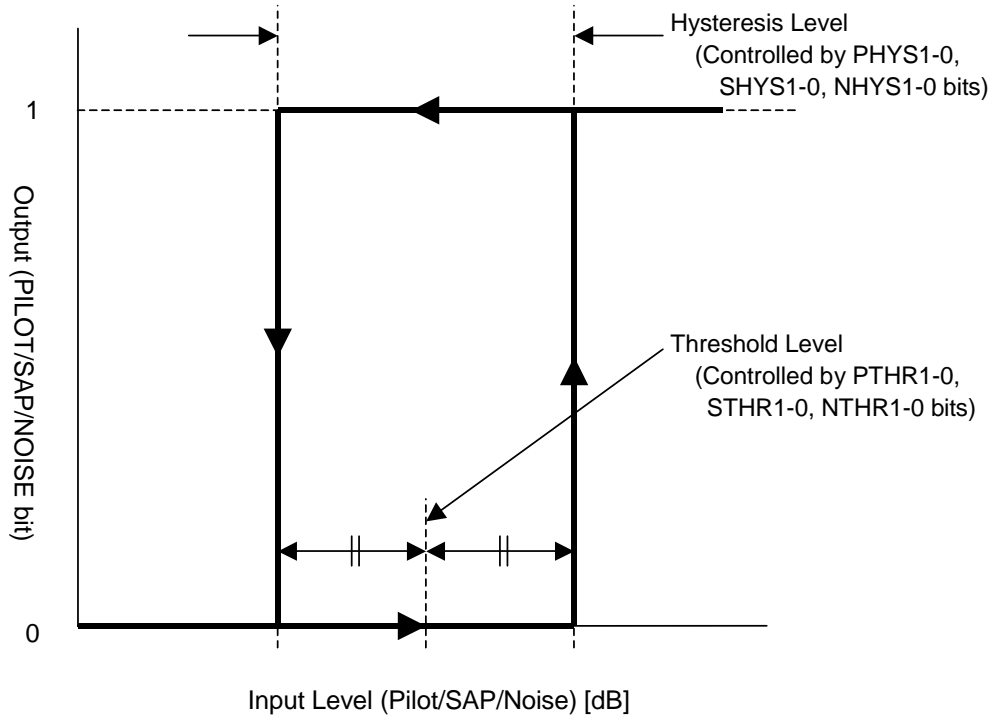 Hysteresis Level
(Controlled by PHYS1-0,
SHYS1-0, NHYS1-0 bits)
1
Output (PILOT/SAP/NOISE bit)
Threshold Level
(Controlled by PTHR1-0,
STHR1-0, NTHR1-0 bits)
0
Input Level (Pilot/SAP/Noise) [dB]